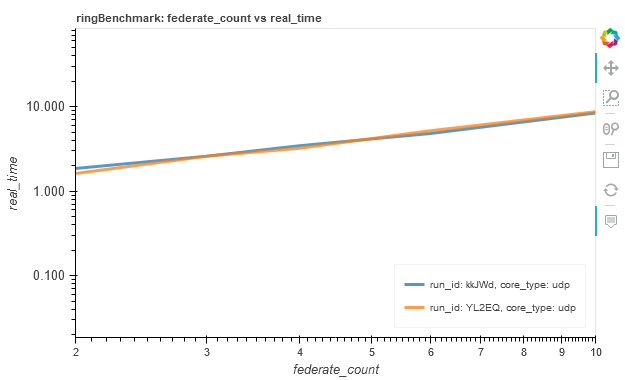 ringBenchmark: federate_count vs real_time
real_time
10.000
1.000
0.100
run_id: kkJWd, core_type: udp
run_id: YL2EQ, core_type: udp
2
3
4
5
6
7
8
9
10
federate_count